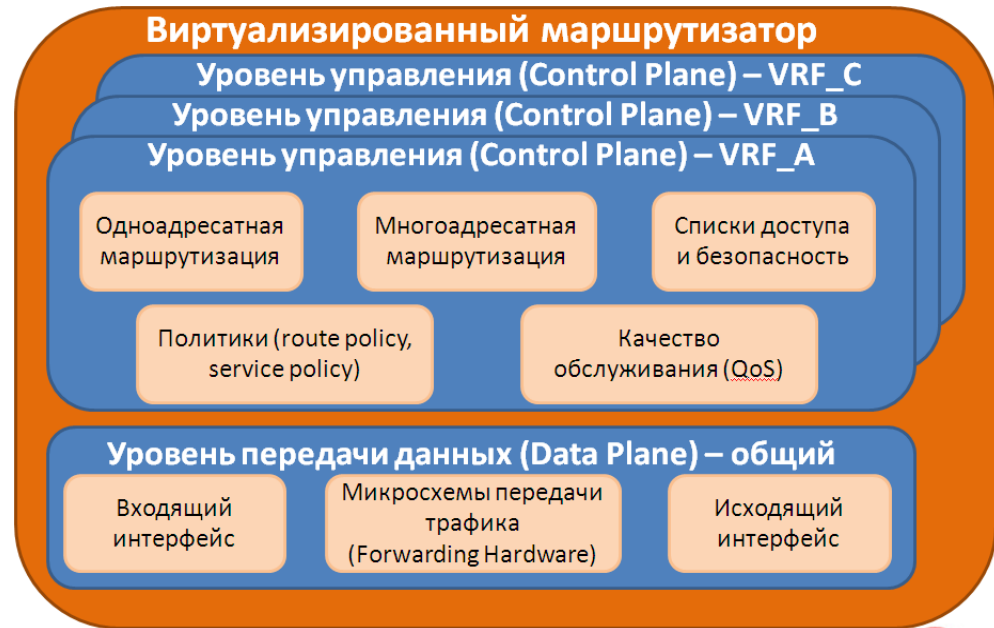 Виртуализированный маршрутизатор
Уровень управления (Control Plane) – VRF_C
Уровень управления (Control Plane) – VRF_B
Уровень управления (Control Plane) – VRF_A
Одноадресатная
маршрутизация
Многоадресатная
маршрутизация
Списки доступа
и безопасность
Политики (route policy,
service policy)
Качество
обслуживания (QoS)
Уровень передачи данных (Data Plane) – общий
Входящий
интерфейс
Микросхемы передачи
трафика
(Forwarding Hardware)
Исходящий
интерфейс